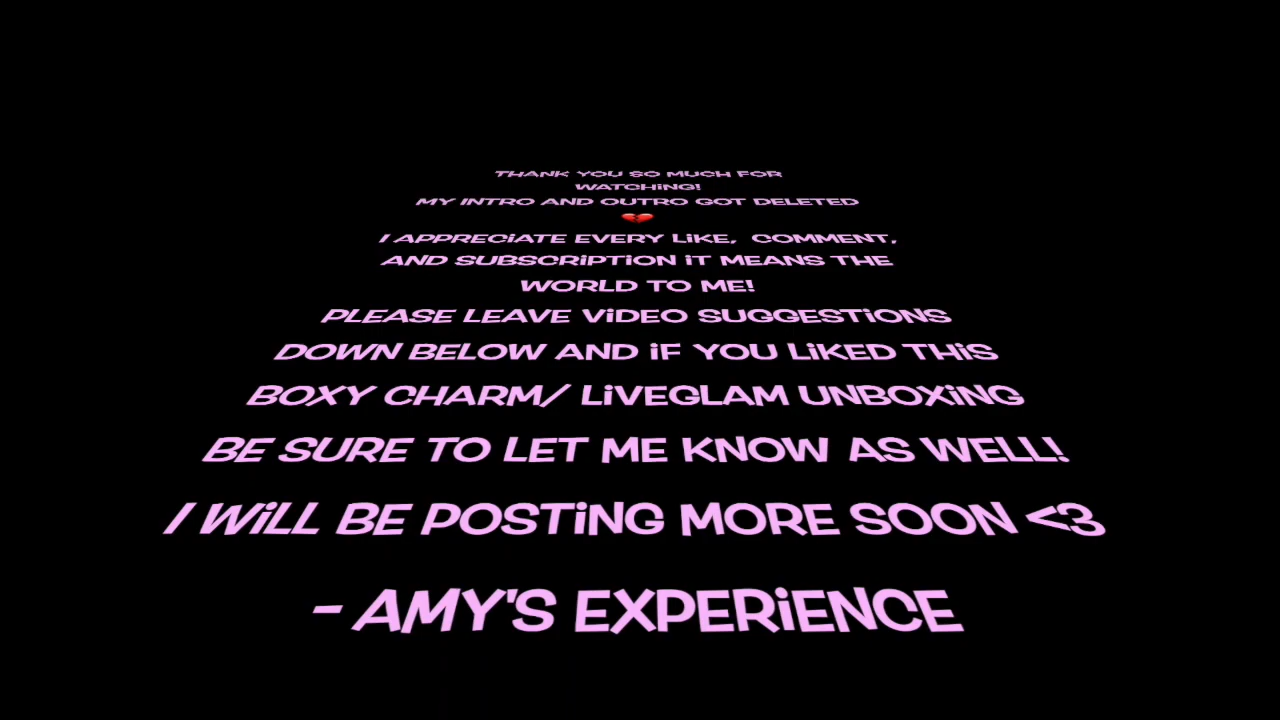 THANK YOU SO MUCH FOR
WATCHiNG!
MY INTRO AND OUTRO GOT DELETED
💔
I APPRECiATE EVERY LiKE,  COMMENT,
AND SUBSCRiPTiON iT MEANS THE
WORLD TO ME!
PLEASE LEAVE ViDEO SUGGESTiONS
DOWN BELOW AND iF YOU LiKED THiS
BOXY CHARM/ LiVEGLAM UNBOXiNG
BE SURE TO LET ME KNOW AS WELL!
I WiLL BE POSTiNG MORE SOON <3
- AMY'S EXPERiENCE